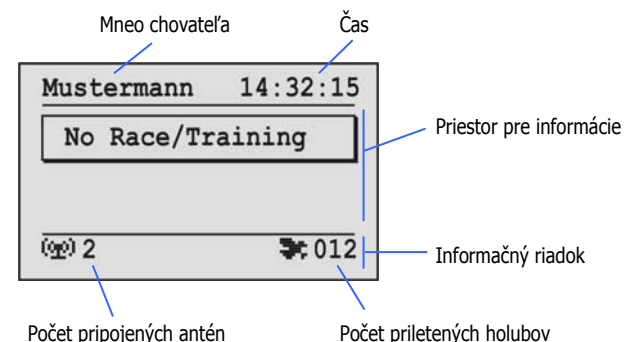 Mneo chovateľa Čas
Mustermann 14:32:15
No Race/Training
Priestor pre informácie
2 012
Informačný riadok
Počet pripojených antén Počet priletených holubov